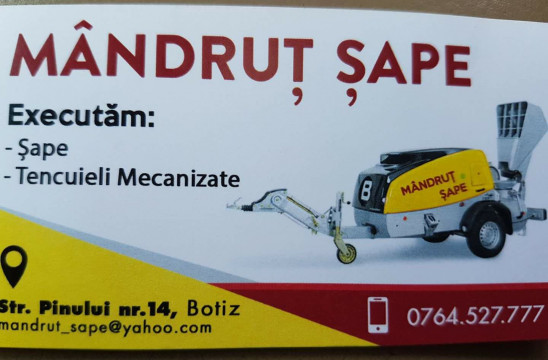 MÂNDRUȚ ȘAPE
Executăm:
- Șape
- Tencuieli Mecanizate
8
MÂNDRUȚ
ȘAPE
Str. Pinului nr.14, Botiz
mandrut_sape@yahoo.com
0764.527.777